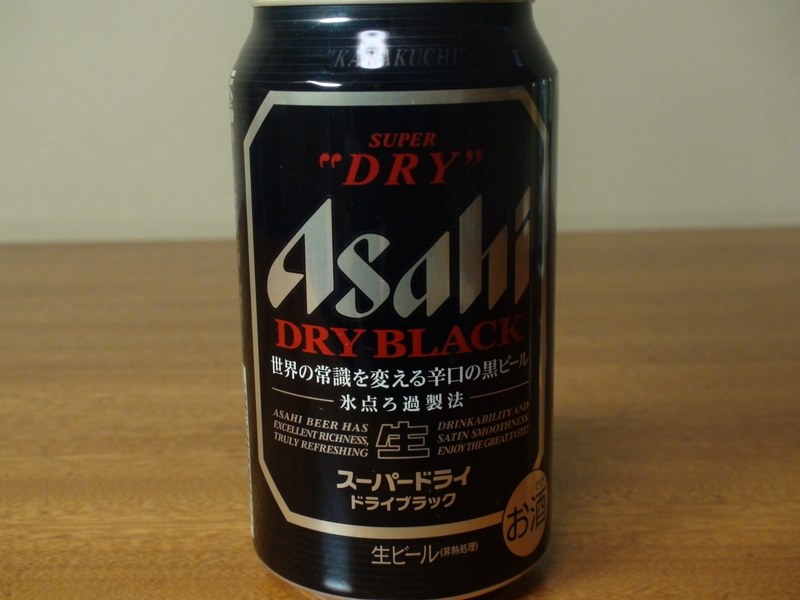 "KARAKUCHI"
SUPER
"DRY"
Asahi
DRY BLACK
世界の常識を変える辛口の黒ビール
氷点ろ過製法
ASAHI BEER HAS
EXCELLENT RICHNESS,
TRULY REFRESHING
生
DRINKABILITY AND
SATIN SMOOTHNESS.
ENJOY THE GREAT TASTE!
スーパードライ
ドライブラック
これは
お酒
生ビール(非熱処理)